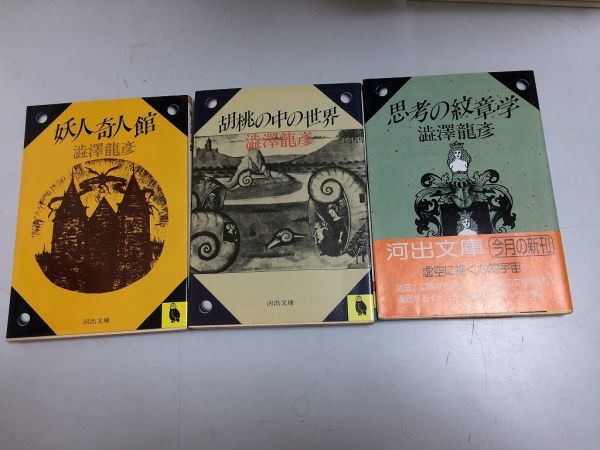 妖人奇人館
澁澤龍彦
河出文庫
胡桃の中の世界
澁澤龍彦
河出文庫
思考の紋章学
澁澤龍彦
河出文庫
今月の新刊
虚空に描く心的宇宙